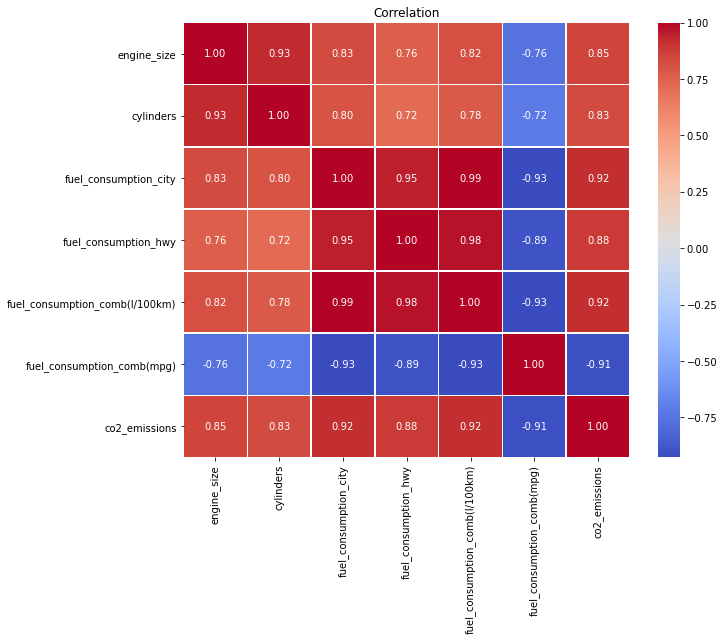 Correlation
engine_size 1.00 0.93 0.83 0.76 0.82 -0.76 0.85
cylinders 0.93 1.00 0.80 0.72 0.78 -0.72 0.83
fuel_consumption_city 0.83 0.80 1.00 0.95 0.99 -0.93 0.92
fuel_consumption_hwy 0.76 0.72 0.95 1.00 0.98 -0.89 0.88
fuel_consumption_comb(l/100km) 0.82 0.78 0.99 0.98 1.00 -0.93 0.92
fuel_consumption_comb(mpg) -0.76 -0.72 -0.93 -0.89 -0.93 1.00 -0.91
co2_emissions 0.85 0.83 0.92 0.88 0.92 -0.91 1.00
engine_size
cylinders
fuel_consumption_city
fuel_consumption_hwy
fuel_consumption_comb(l/100km)
fuel_consumption_comb(mpg)
co2_emissions
1.00
0.75
0.50
0.25
0.00
−0.25
−0.50
−0.75